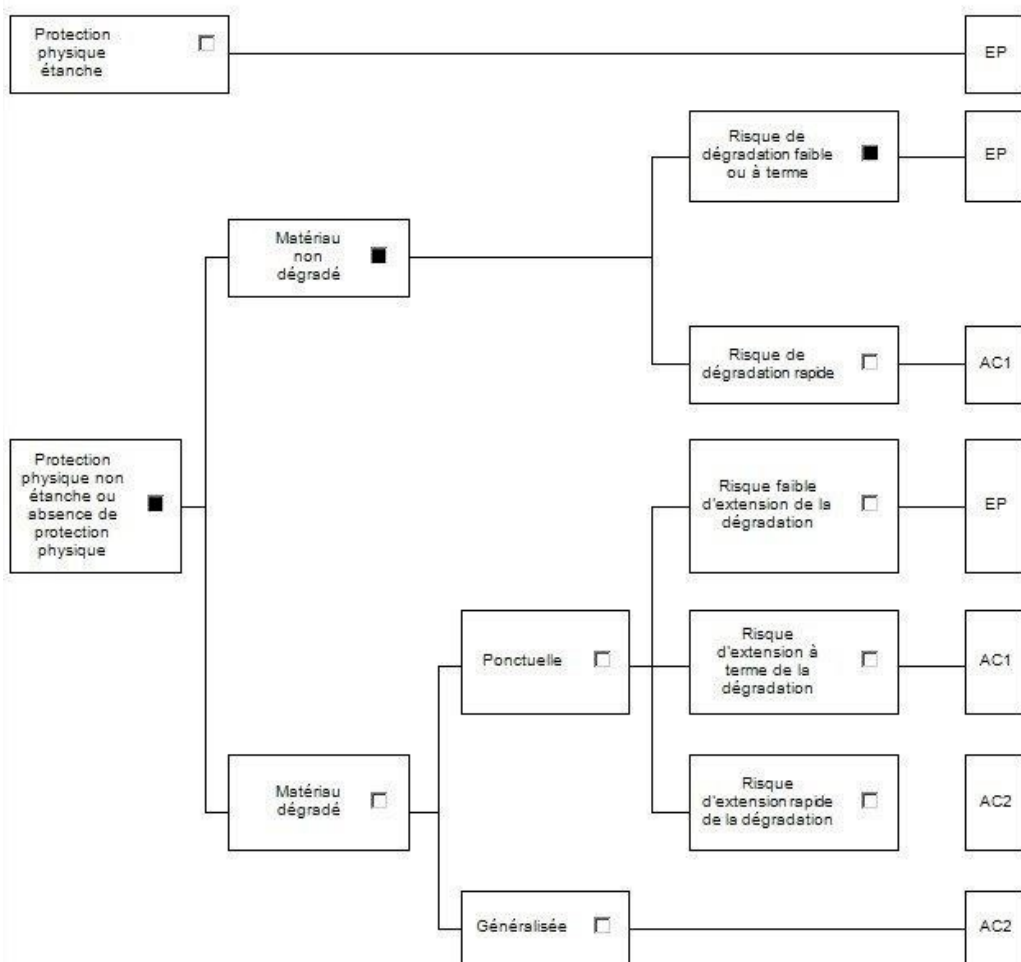 Protection
physique
étanche
EP
Risque de
dégradation faible
ou à terme
EP
Matériau
non
dégradé
Risque de
dégradation rapide
AC1
Protection
physique non
étanche ou
absence de
protection
physique
Risque faible
d'extension de la
dégradation
EP
Ponctuelle
Risque
d'extension à
terme de la
dégradation
AC1
Matériau
dégradé
Risque
d'extension rapide
de la dégradation
AC2
Généralisée
AC2